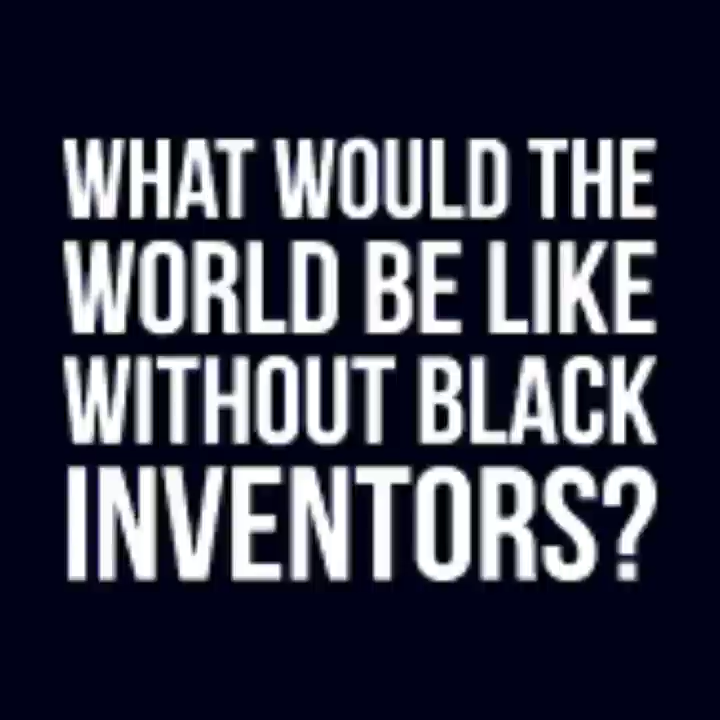 WHAT WOULD THE
WORLD BE LIKE
WITHOUT BLACK
INVENTORS?